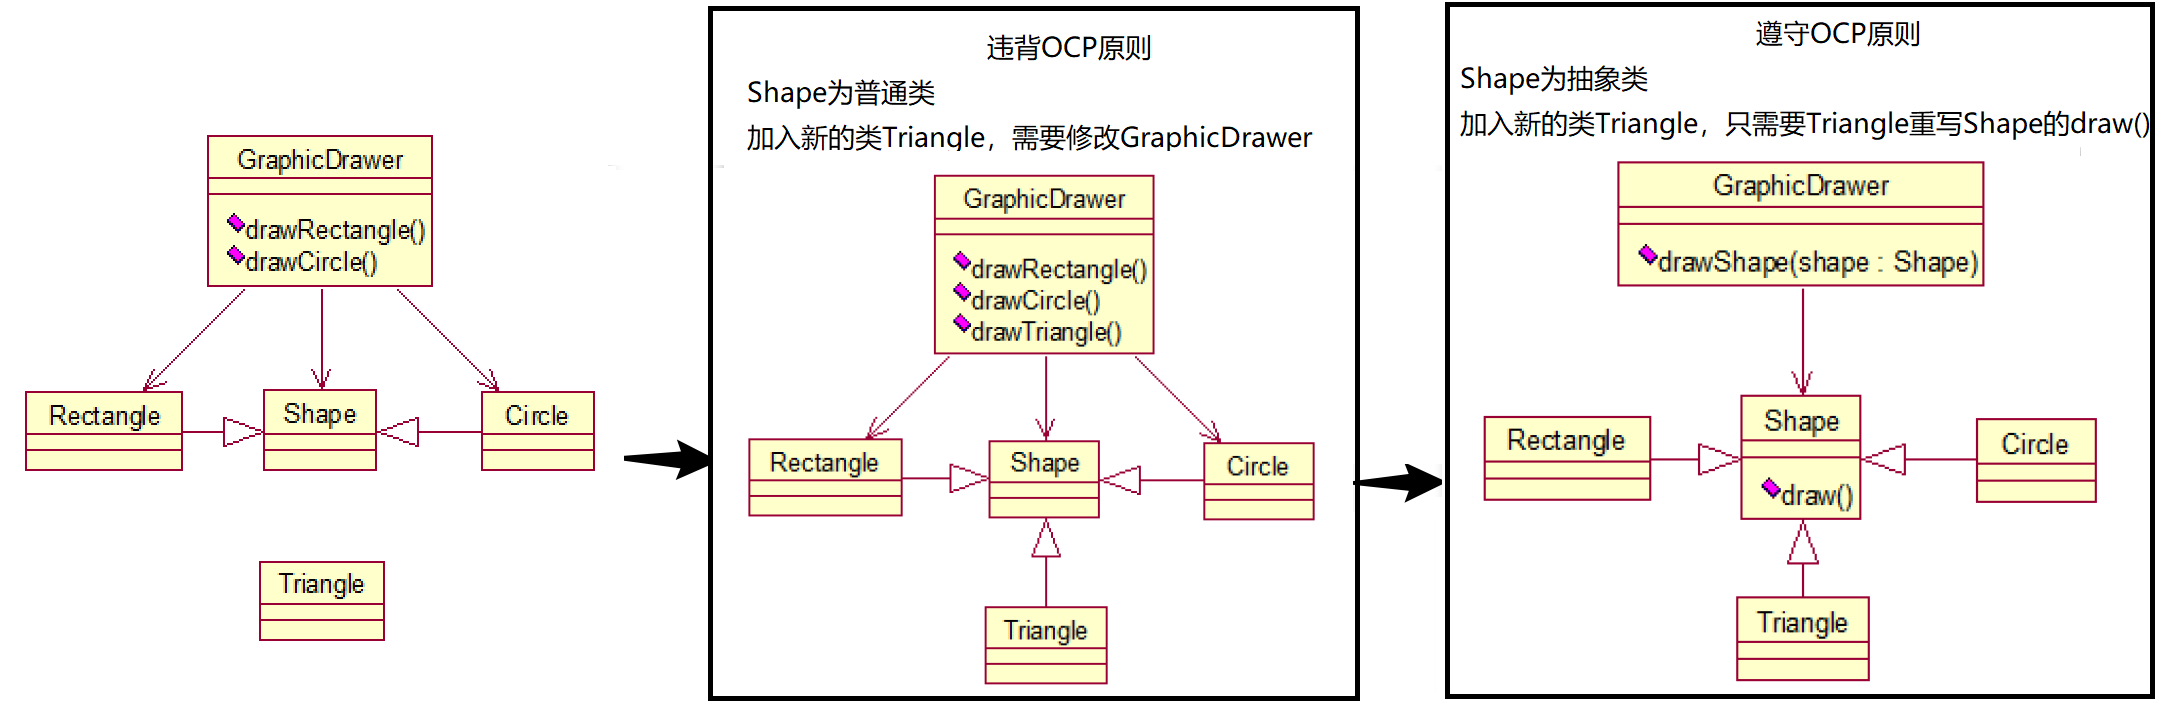 GraphicDrawer
drawRectangle()
drawCircle()
Rectangle
Shape
Circle
Triangle
违背OCP原则
Shape为普通类
加入新的类Triangle，需要修改GraphicDrawer
GraphicDrawer
drawRectangle()
drawCircle()
drawTriangle()
Rectangle
Shape
Circle
Triangle
遵守OCP原则
Shape为抽象类
加入新的类Triangle，只需要Triangle重写Shape的draw()
GraphicDrawer
drawShape(shape : Shape)
Rectangle
Shape
draw()
Circle
Triangle